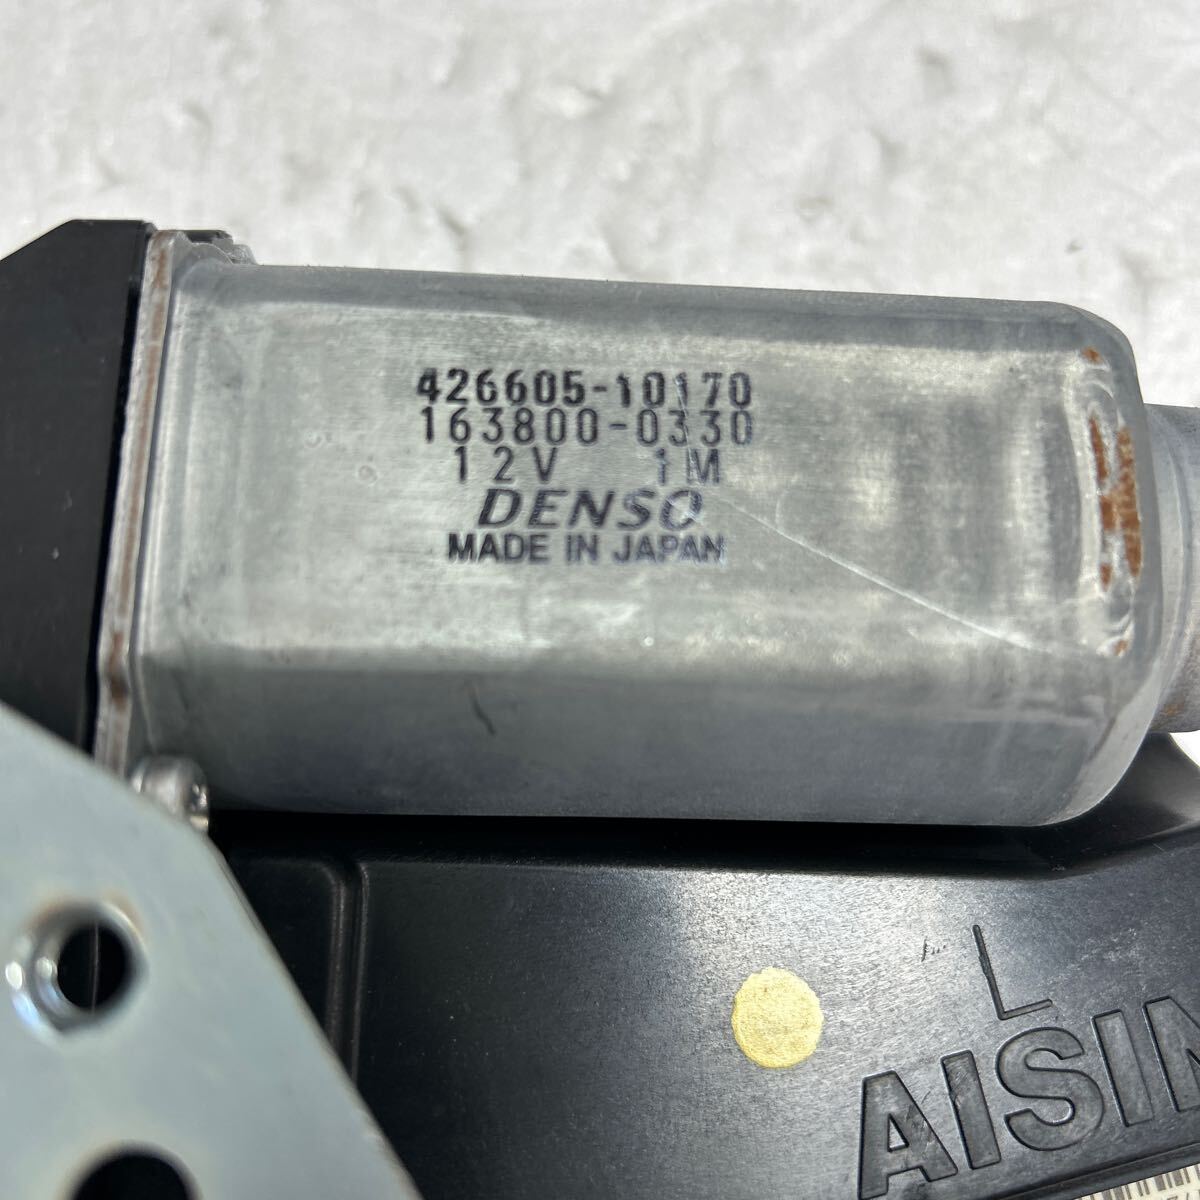 426605-10170
163800-0330
12V 1M
DENSO
MADE IN JAPAN
L
AISIN